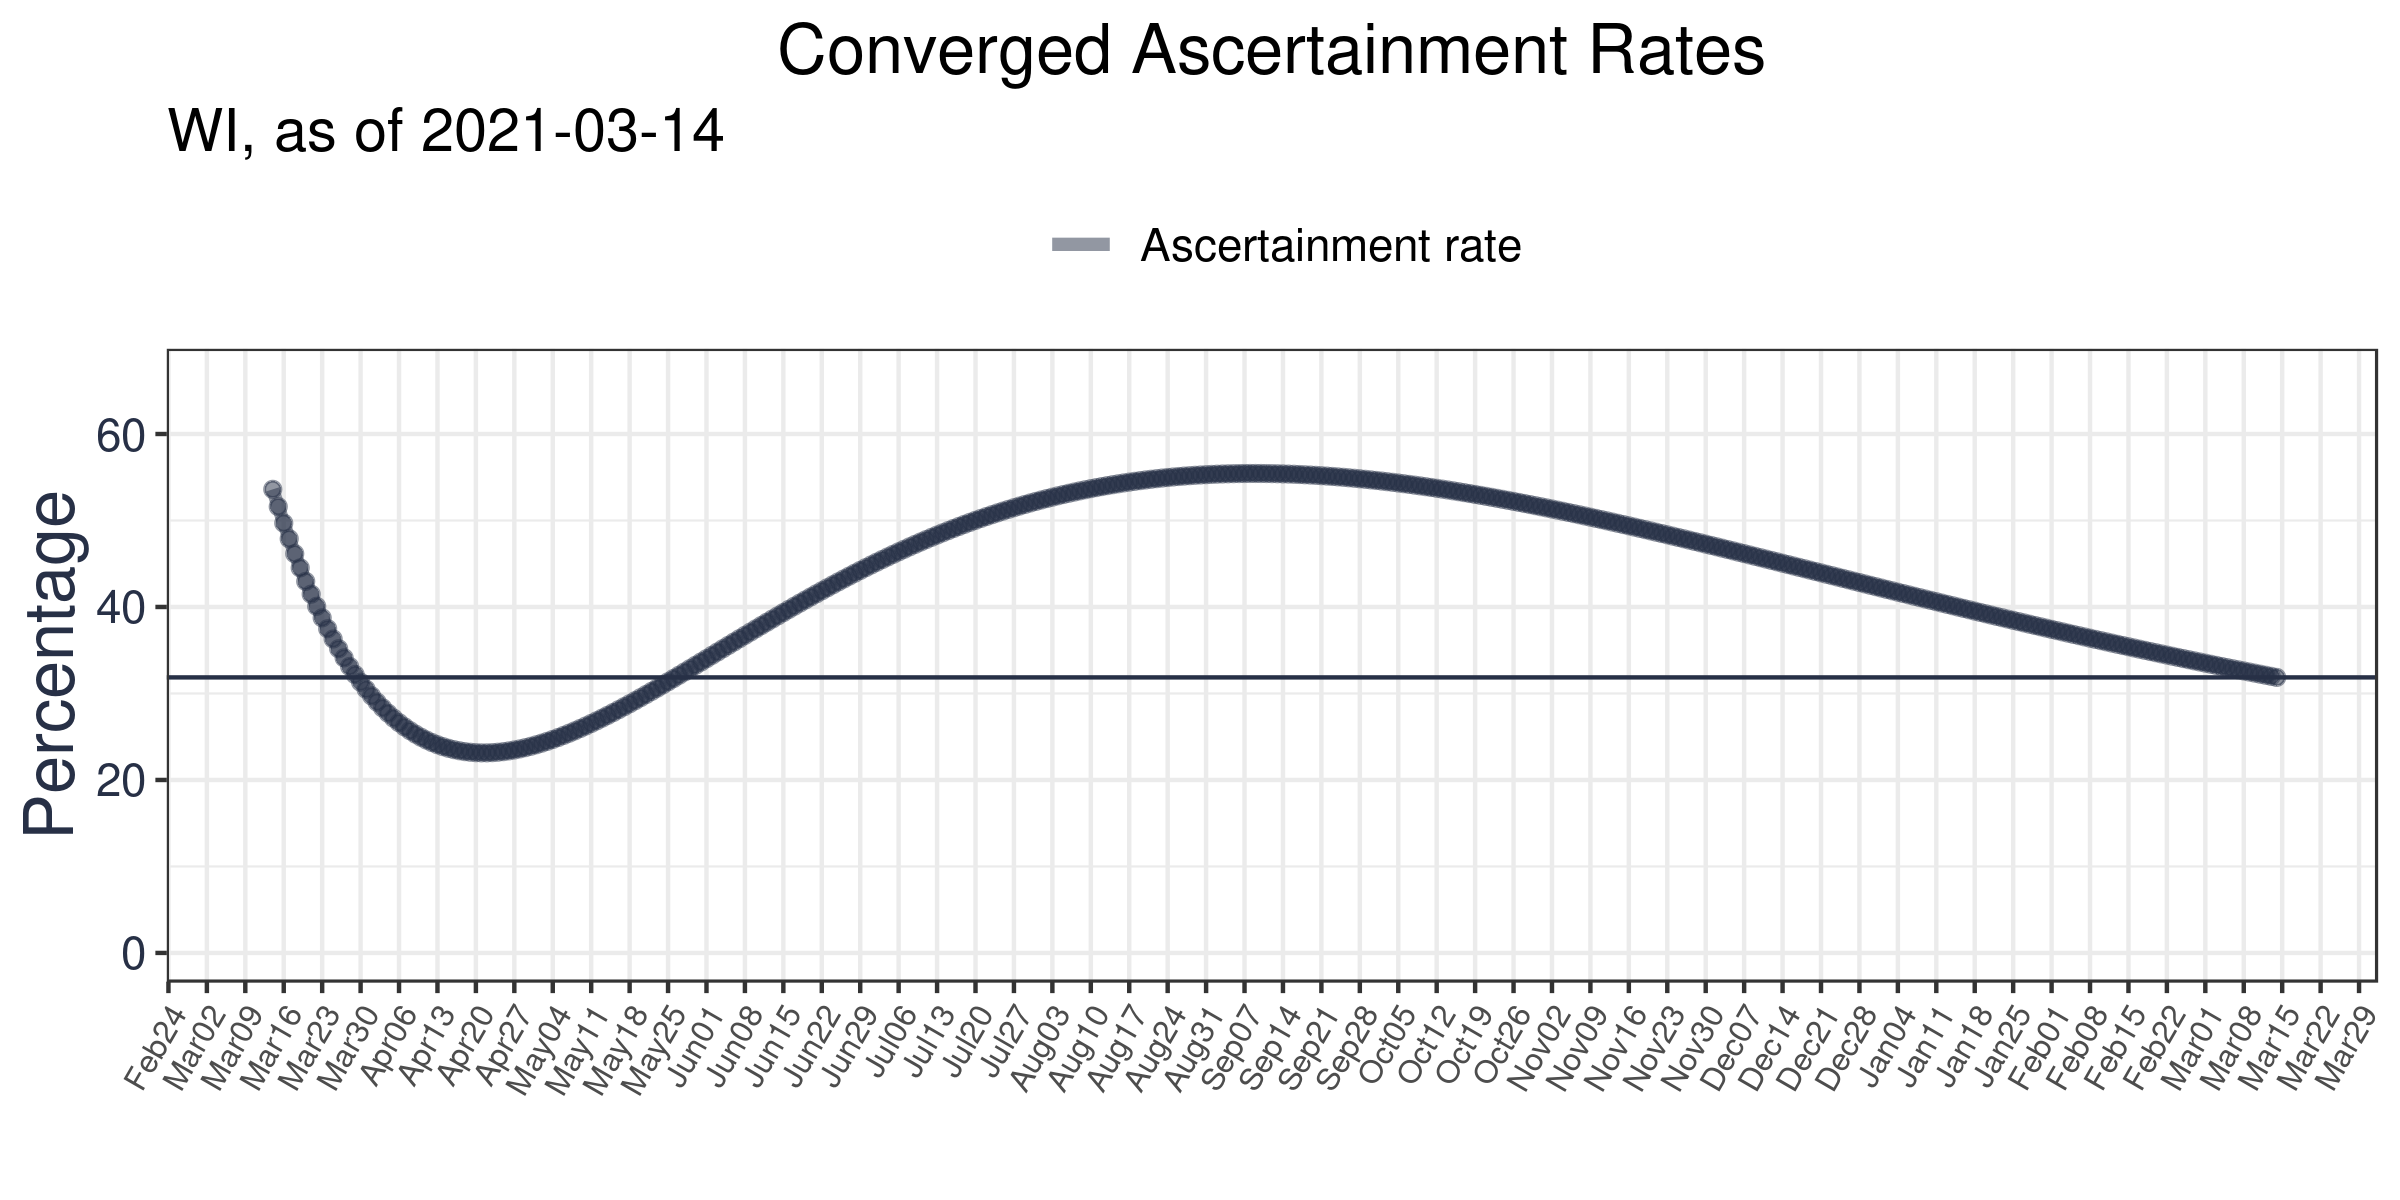 Converged Ascertainment Rates
WI, as of 2021-03-14
Ascertainment rate
Percentage
60
40
20
0
Feb24 Mar02 Mar09 Mar16 Mar23 Mar30 Apr06 Apr13 Apr20 Apr27 May04 May11 May18 May25 Jun01 Jun08 Jun15 Jun22 Jun29 Jul06 Jul13 Jul20 Jul27 Aug03 Aug10 Aug17 Aug24 Aug31 Sep07 Sep14 Sep21 Sep28 Oct05 Oct12 Oct19 Oct26 Nov02 Nov09 Nov16 Nov23 Nov30 Dec07 Dec14 Dec21 Dec28 Jan04 Jan11 Jan18 Jan25 Feb01 Feb08 Feb15 Feb22 Mar01 Mar08 Mar15 Mar22 Mar29